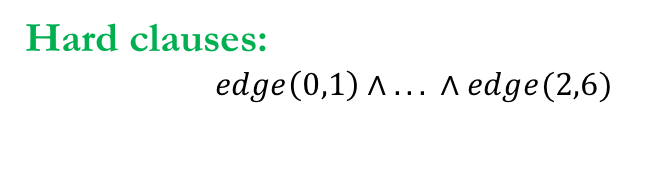 Hard clauses:
edge(0,1) ∧ … ∧ edge(2,6)